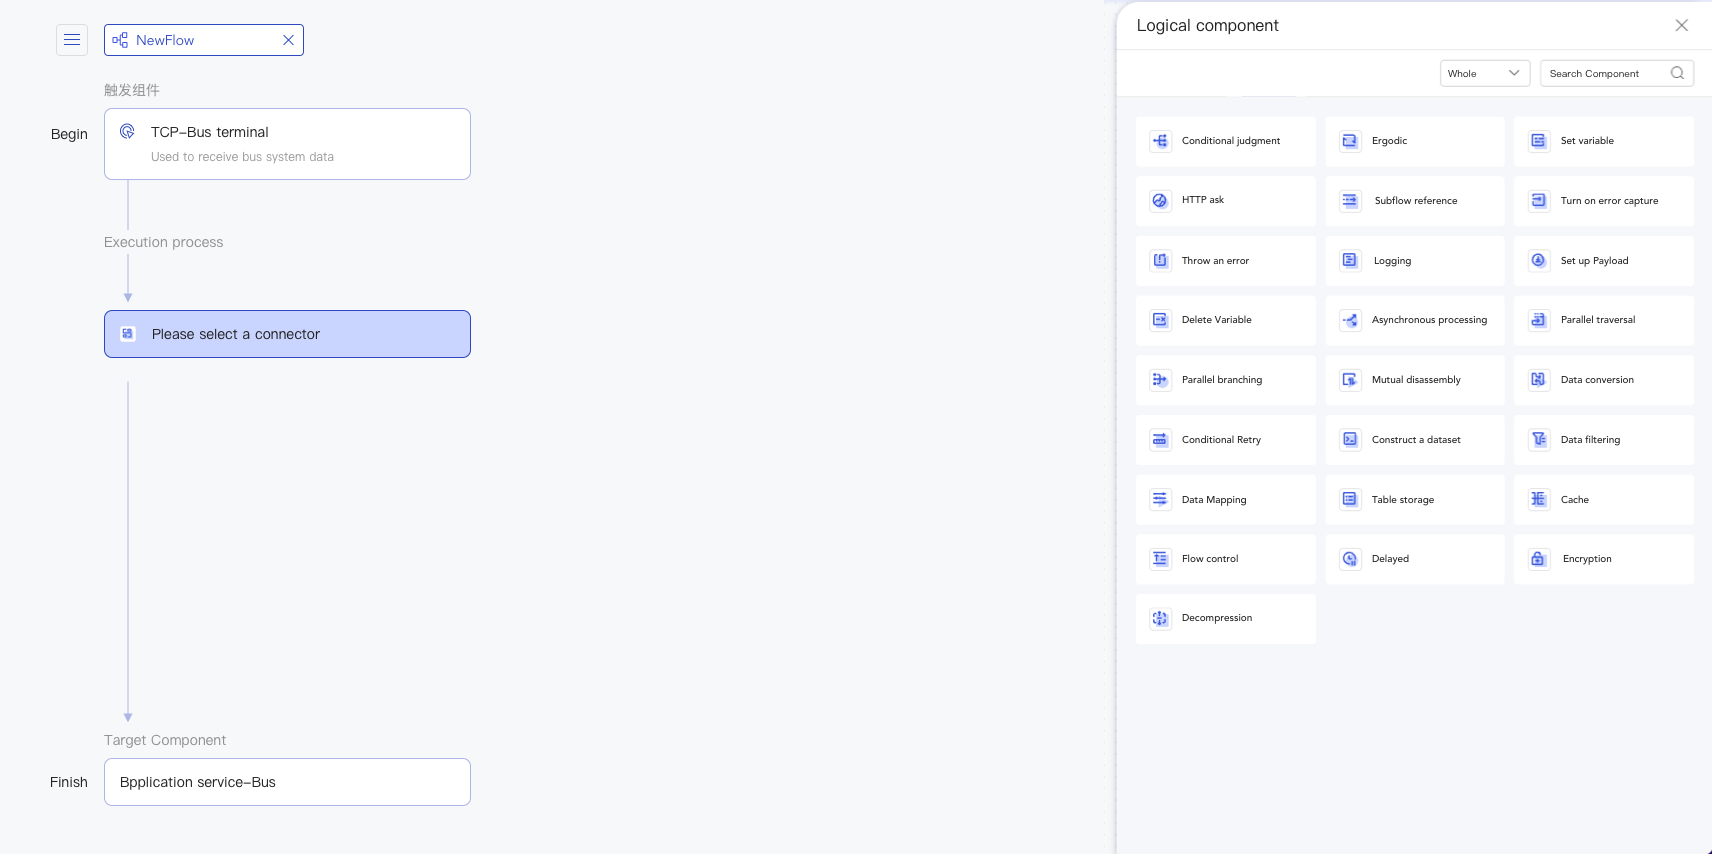 NewFlow
触发组件
Begin
TCP-Bus terminal
Used to receive bus system data
Execution process
Please select a connector
Target Component
Finish
Bpplication service-Bus
Logical component
Whole
Search Component
Conditional judgment
Ergodic
Set variable
HTTP ask
Subflow reference
Turn on error capture
Throw an error
Logging
Set up Payload
Delete Variable
Asynchronous processing
Parallel traversal
Parallel branching
Mutual disassembly
Data conversion
Conditional Retry
Construct a dataset
Data filtering
Data Mapping
Table storage
Cache
Flow control
Delayed
Encryption
Decompression